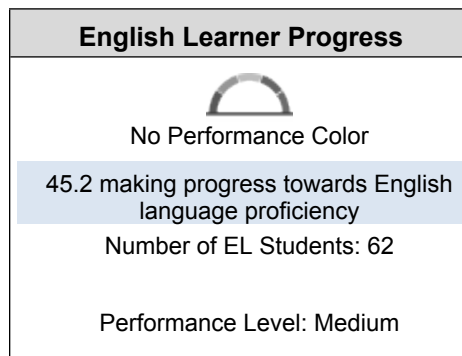 English Learner Progress
No Performance Color
45.2 making progress towards English
language proficiency
Number of EL Students: 62
Performance Level: Medium